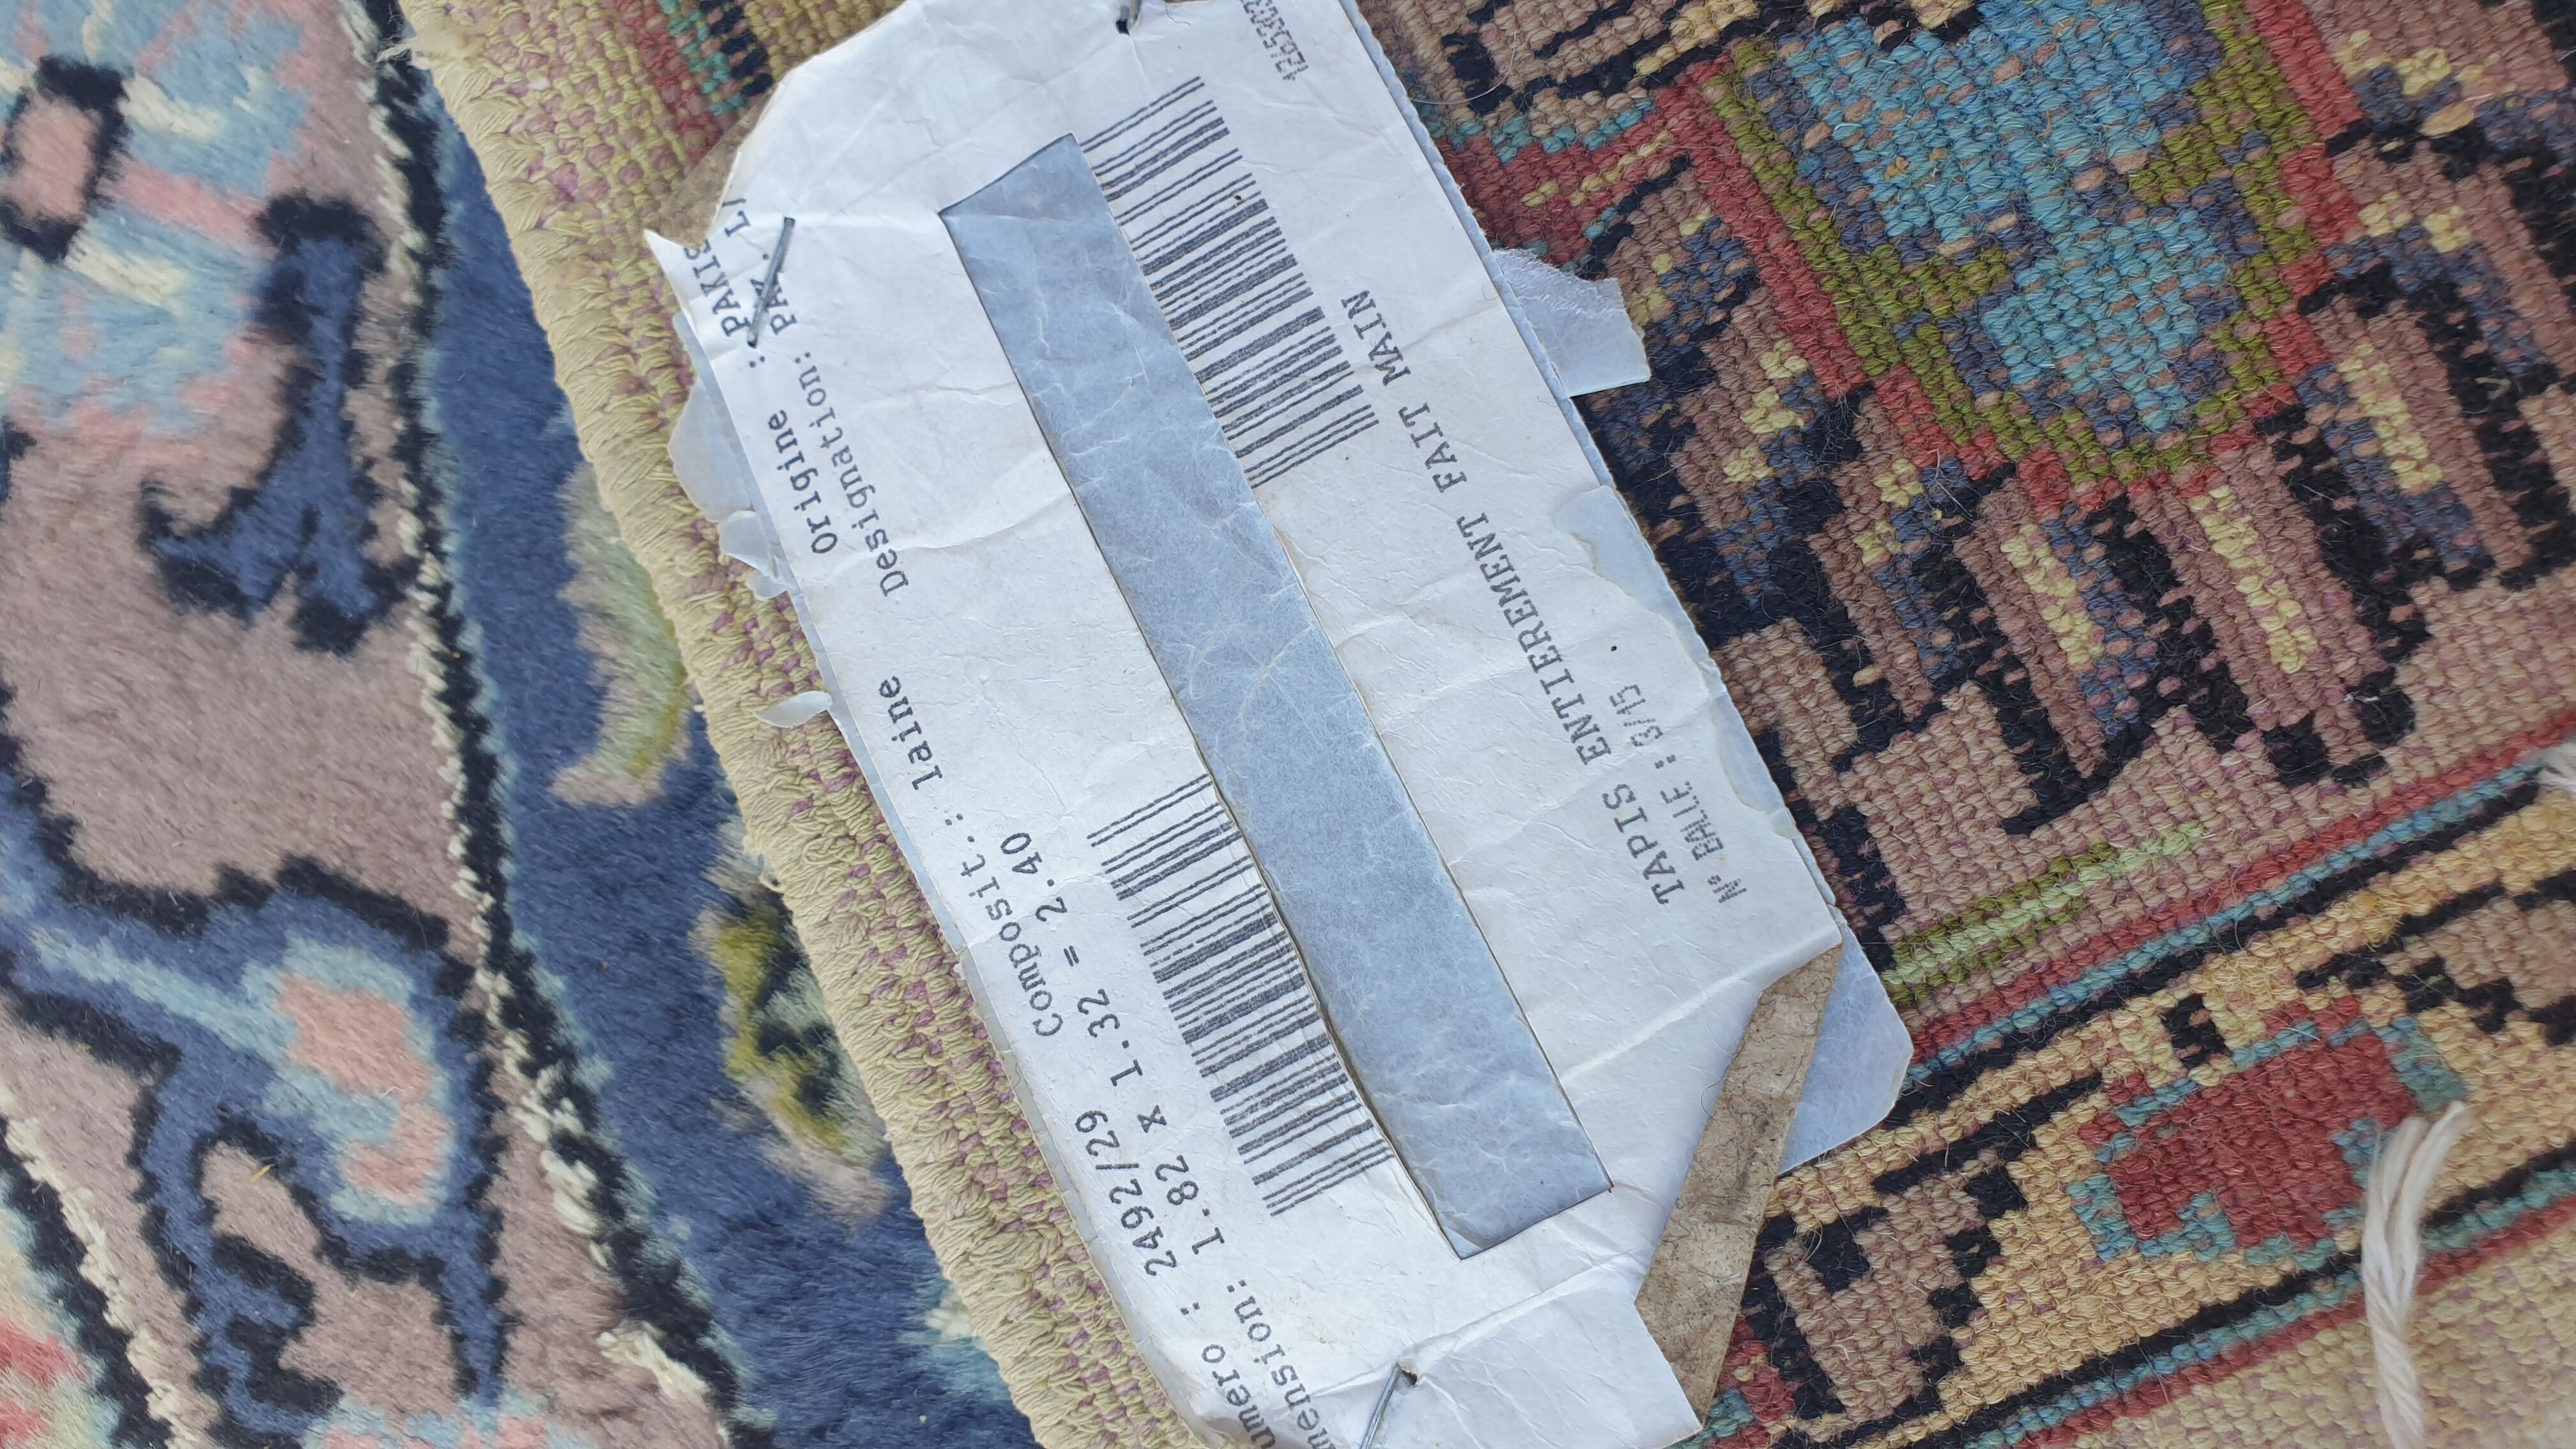 Numero : 2492/29 Composit.: laine Origine : PAKIS
mension: 1.82 x 1.32 = 2.40 Designation: PAK. L
TAPIS ENTIEREMENT FAIT MAIN
N° BALLE : 3/15